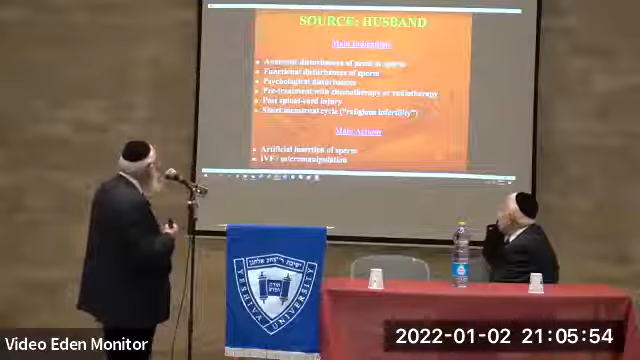 SOURCE: HUSBAND
Main Indications
Anatomic disturbances of penis or sperm
Functional disturbances of sperm
Psychological disturbances
Pre-treatment with chemotherapy or radiotherapy
Post spinal-cord injury
Short menstrual cycle ("religious infertility")
Main Actions
Artificial insertion of sperm
IVF / micromanipulation
YESHIVA UNIVERSITY
Video Eden Monitor
2022-01-02 21:05:54